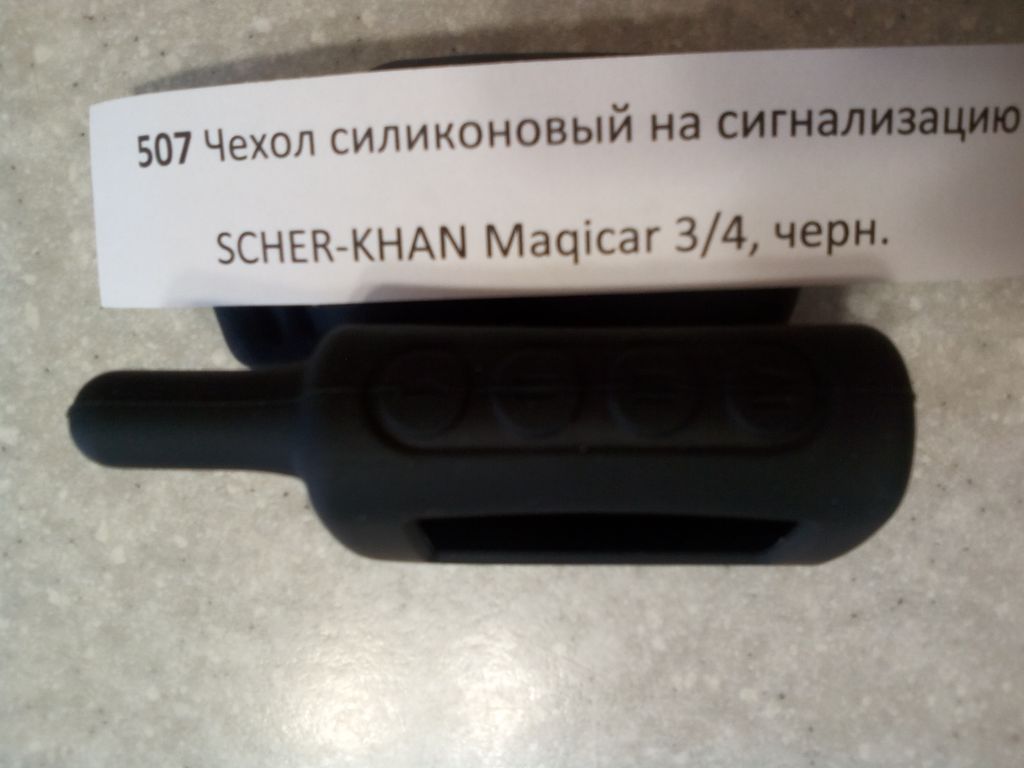 507 Чехол силиконовый на сигнализацию
SCHER-KHAN Maqicar 3/4, черн.